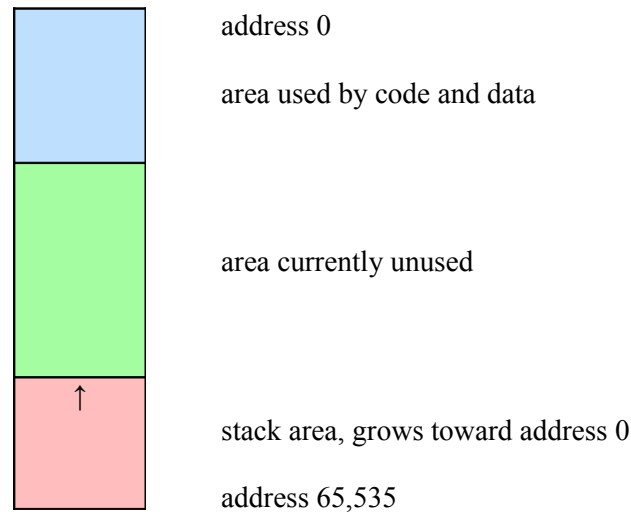 address 0
area used by code and data
area currently unused
↑
stack area, grows toward address 0
address 65,535